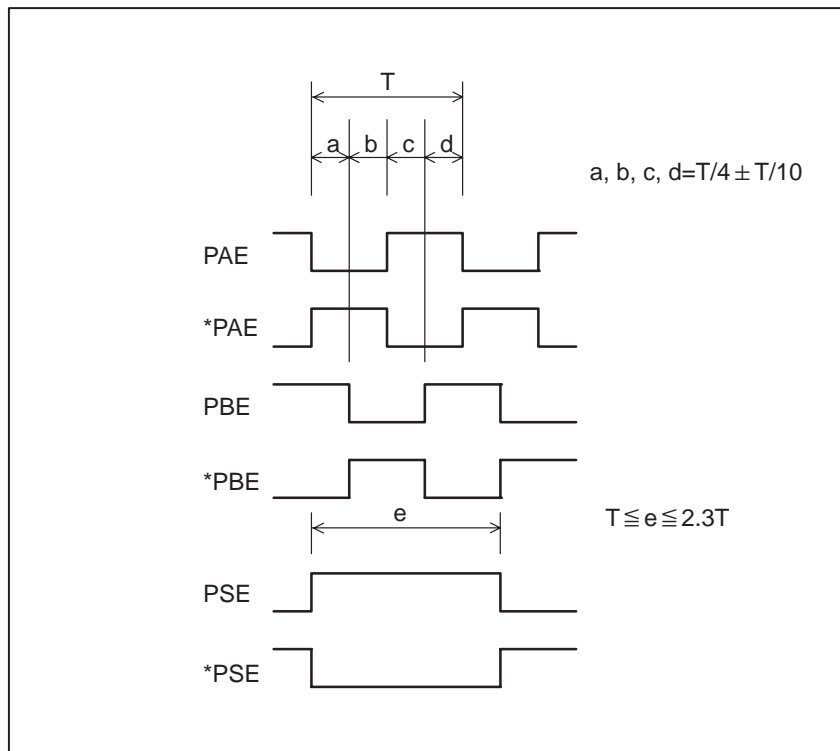 T
a b c d
a, b, c, d=T/4±T/10
PAE
*PAE
PBE
*PBE
e
T≦e≦2.3T
PSE
*PSE